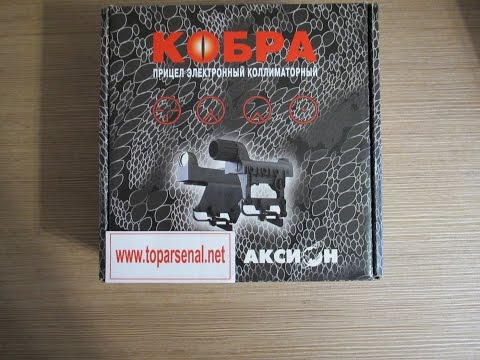 КОБРА
ПРИЦЕЛ ЭЛЕКТРОННЫЙ КОЛЛИМАТОРНЫЙ
www.toparsenal.net
АКСИОН